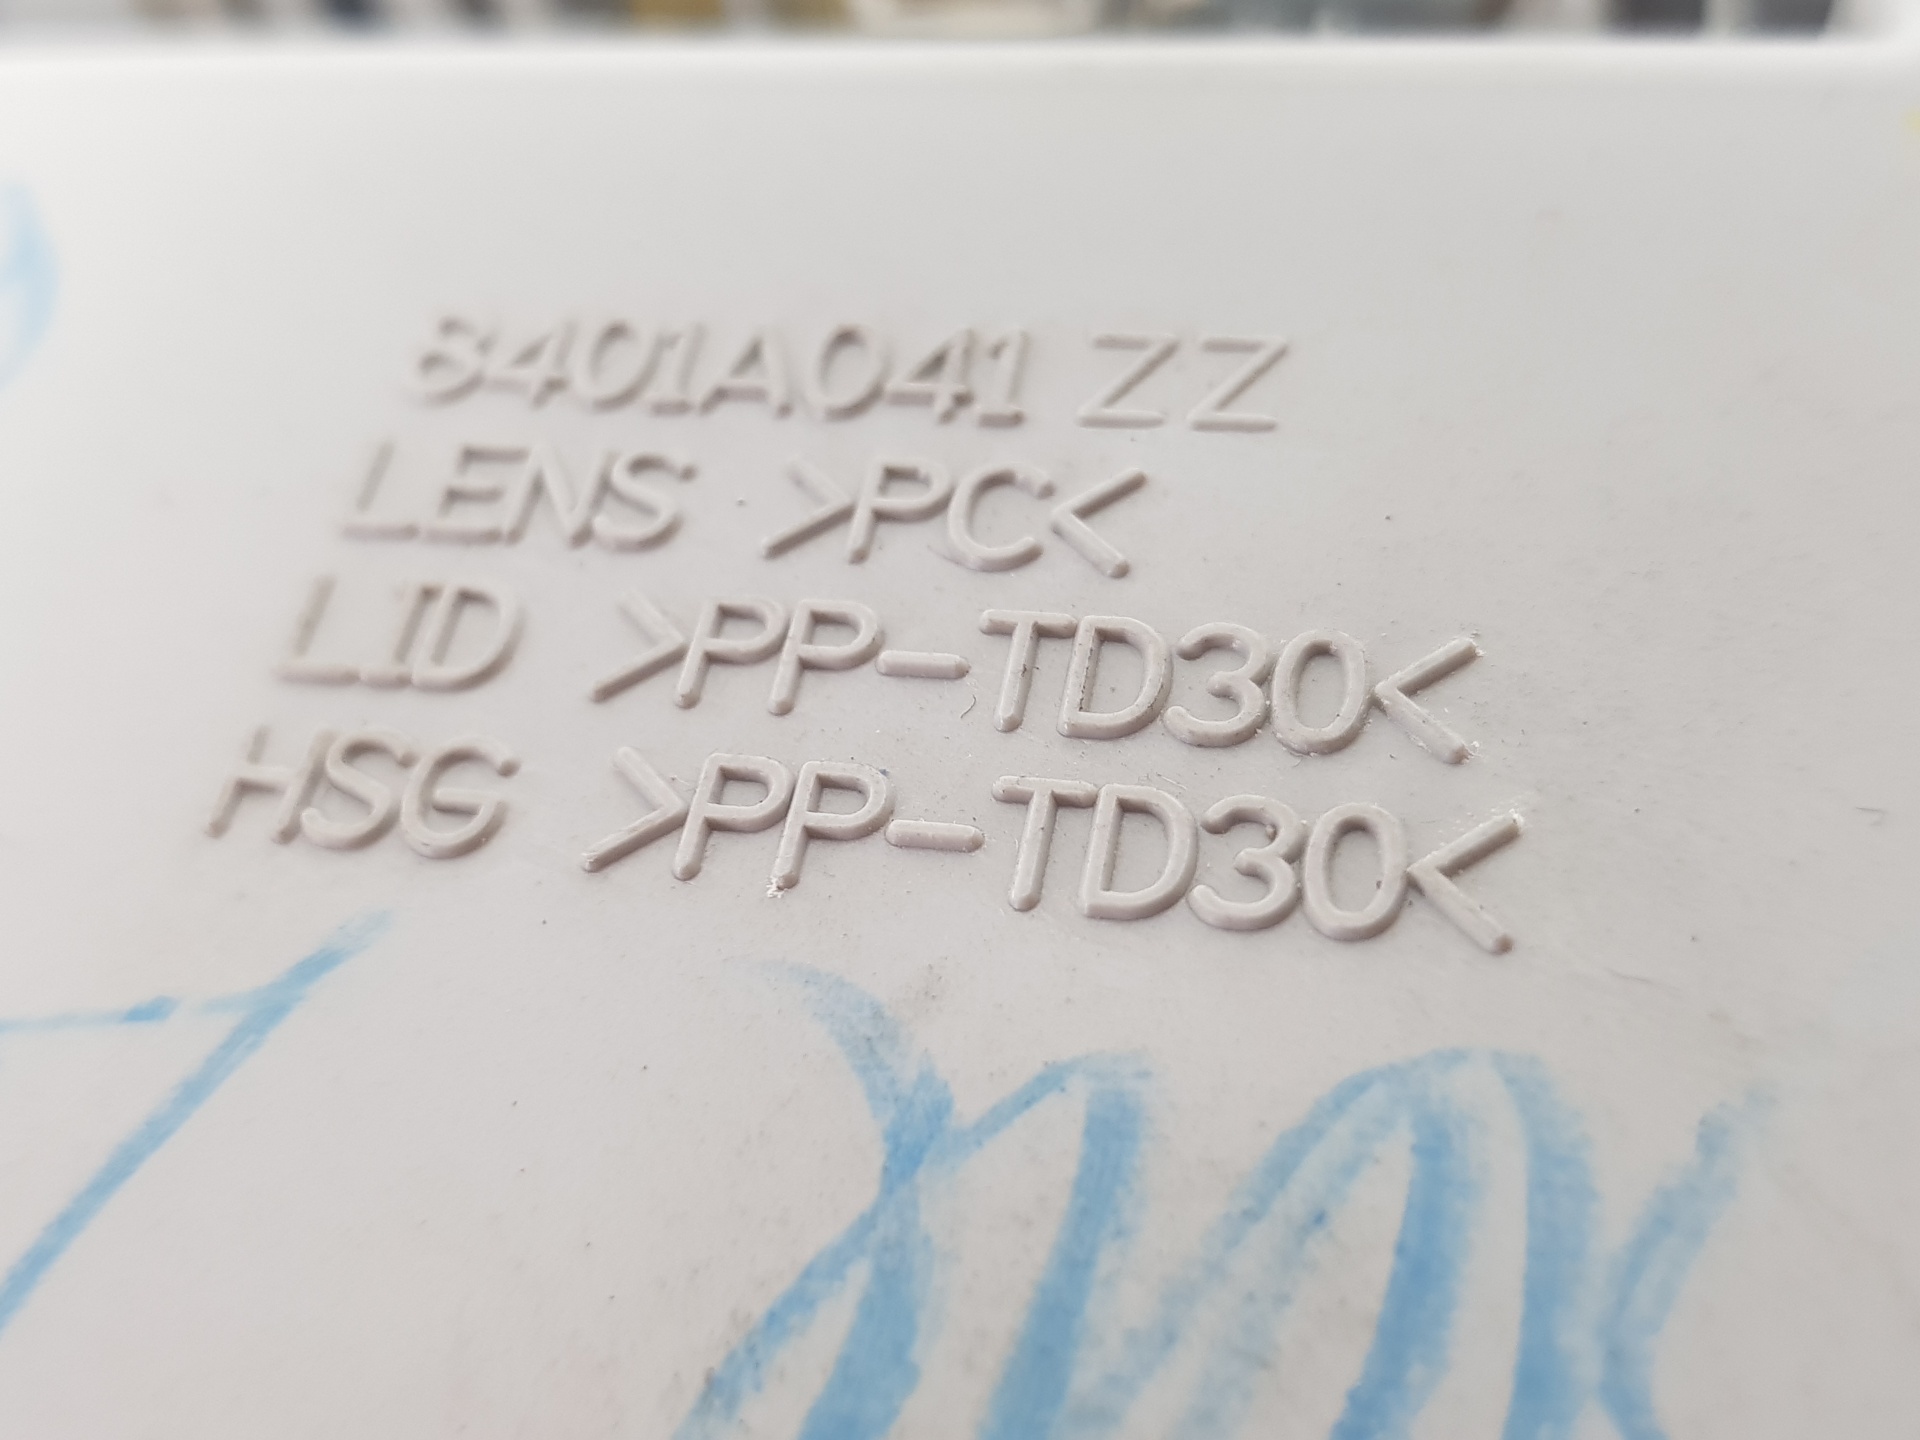 8401A041 ZZ
LENS >PC<
LID >PP-TD30<
HSG >PP-TD30<